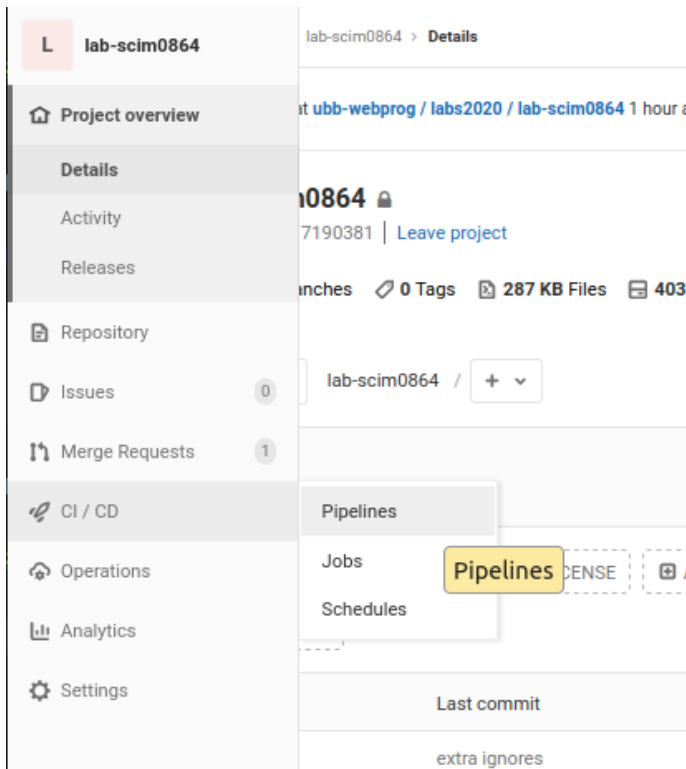 L lab-scim0864
lab-scim0864 > Details
Project overview
at ubb-webprog / labs2020 / lab-scim0864 1 hour a
Details
m0864
Activity
7190381 | Leave project
Releases
anches 0 Tags 287 KB Files 403
Repository
lab-scim0864 / +
Issues 0
Merge Requests 1
CI / CD
Pipelines
Jobs
Pipelines
CENSE
Operations
Schedules
Analytics
Settings
Last commit
extra ignores